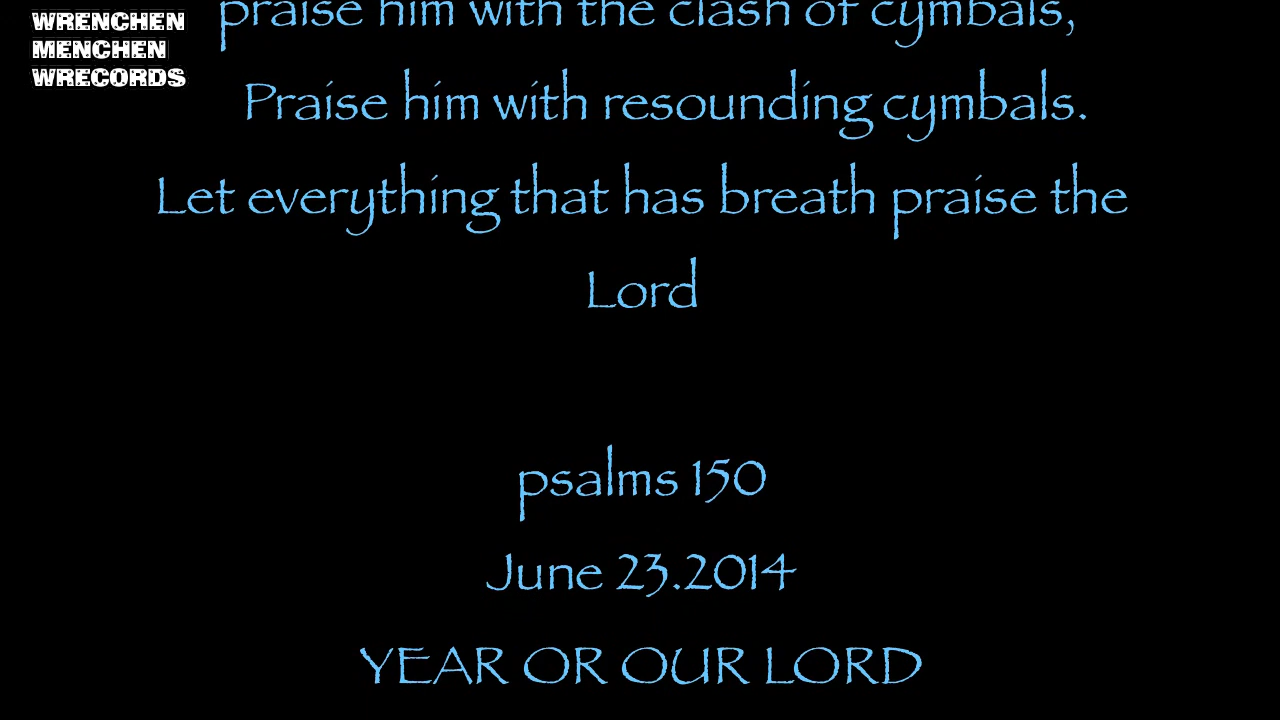 WRENCHEN
MENCHEN
WRECORDS
praise him with the clash of cymbals,
Praise him with resounding cymbals.
Let everything that has breath praise the
Lord
psalms 150
June 23.2014
YEAR OR OUR LORD